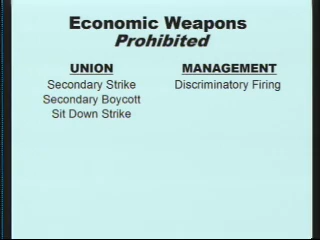 Economic Weapons
Prohibited
UNION
Secondary Strike
Secondary Boycott
Sit Down Strike
MANAGEMENT
Discriminatory Firing